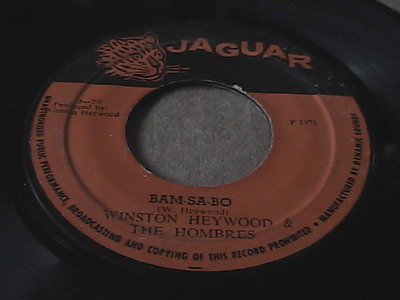 JAGUAR
Produced by:
Winston Heywood
P 1971
BAM-SA-BO
(W. Heywood)
WINSTON HEYWOOD &
THE HOMBRES
UNAUTHORISED PUBLIC PERFORMANCE, BROADCASTING AND COPYING OF THIS RECORD PROHIBITED • MANUFACTURED BY DYNAMIC SOUNDS